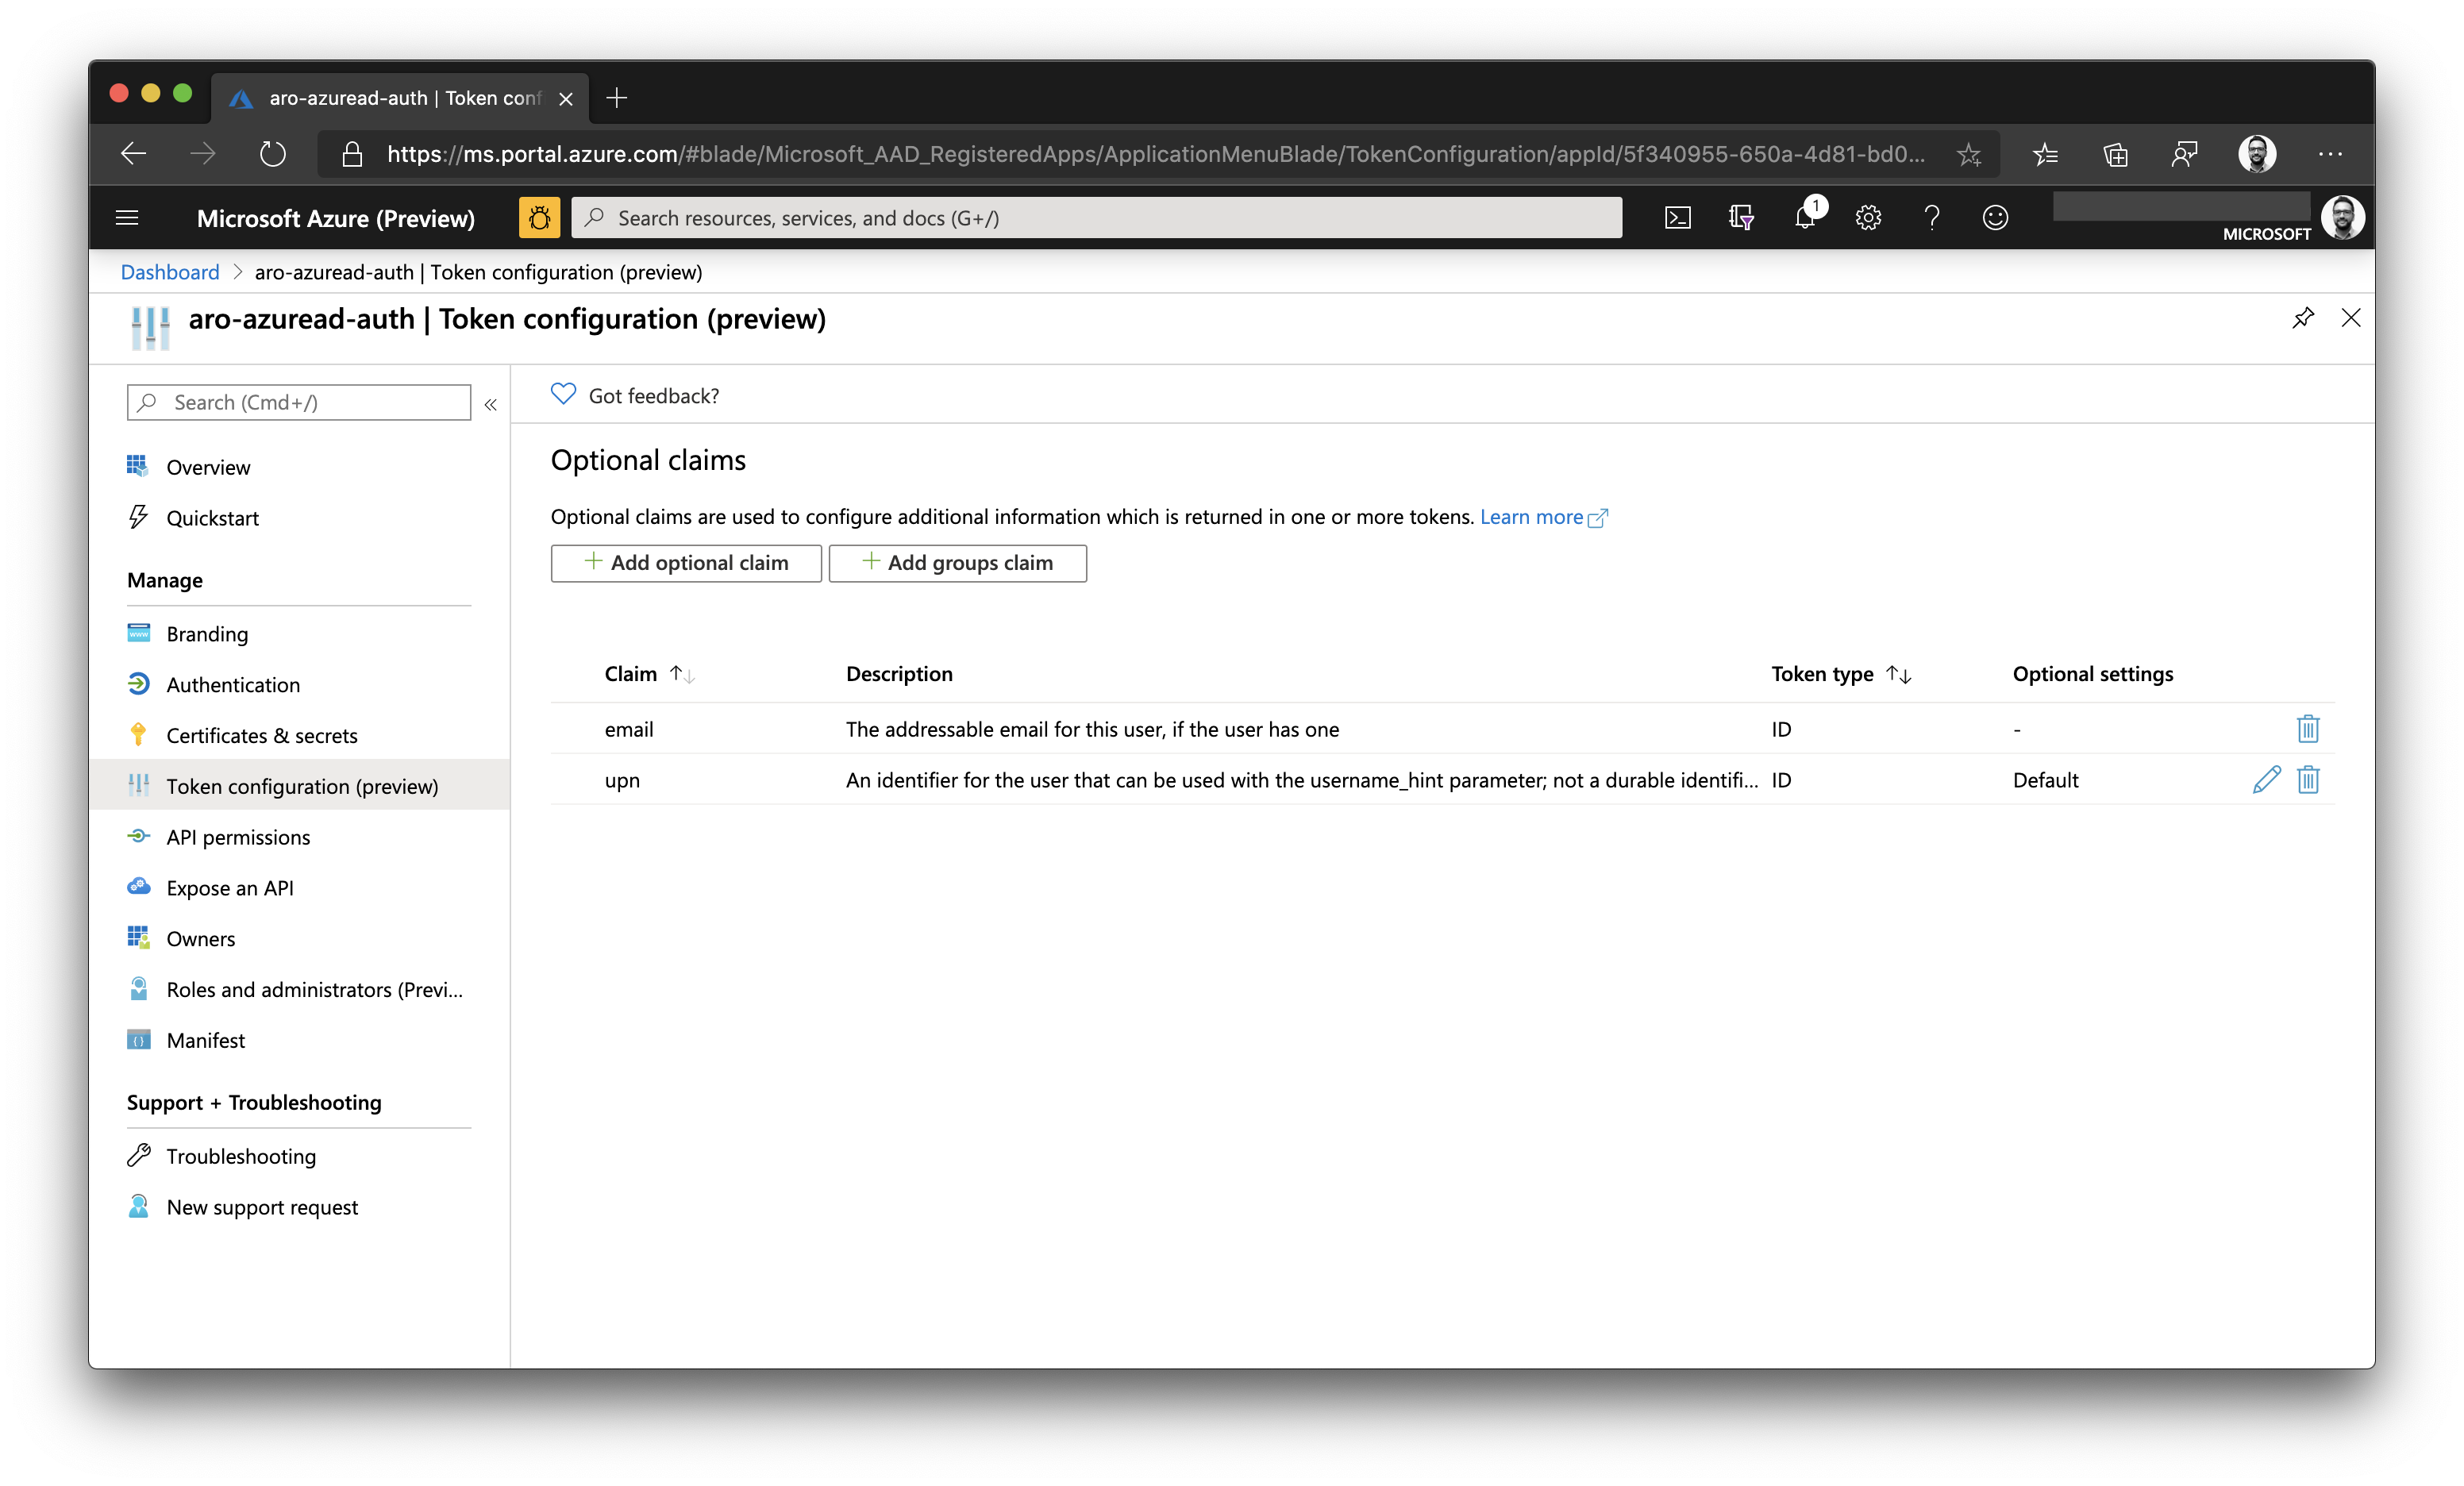 aro-azuread-auth | Token conf
https://ms.portal.azure.com/#blade/Microsoft_AAD_RegisteredApps/ApplicationMenuBlade/TokenConfiguration/appId/5f340955-650a-4d81-bd0...
Microsoft Azure (Preview)
Search resources, services, and docs (G+/)
1
MICROSOFT
Dashboard > aro-azuread-auth | Token configuration (preview)
aro-azuread-auth | Token configuration (preview)
Search (Cmd+/)
«
Overview
Quickstart
Manage
Branding
Authentication
Certificates & secrets
Token configuration (preview)
API permissions
Expose an API
Owners
Roles and administrators (Previ...
Manifest
Support + Troubleshooting
Troubleshooting
New support request
Got feedback?
Optional claims
Optional claims are used to configure additional information which is returned in one or more tokens. Learn more
+ Add optional claim + Add groups claim
Claim ↑↓ Description Token type ↑↓ Optional settings
email The addressable email for this user, if the user has one ID -
upn An identifier for the user that can be used with the username_hint parameter; not a durable identifi... ID Default